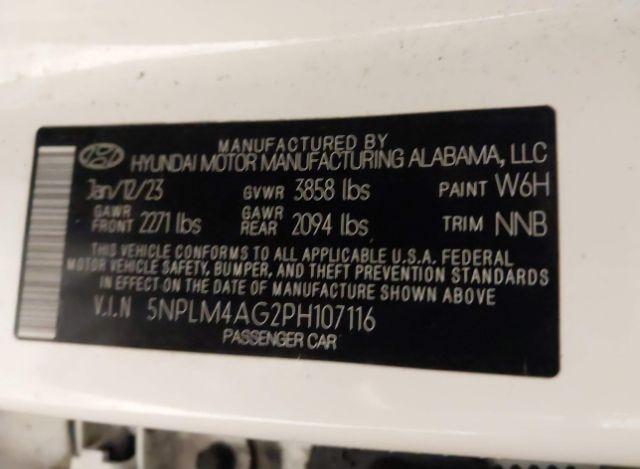 MANUFACTURED BY
HYUNDAI MOTOR MANUFACTURING ALABAMA, LLC
Jan/12/23 GVWR 3858 lbs PAINT W6H
GAWR FRONT 2271 lbs GAWR REAR 2094 lbs TRIM NNB
THIS VEHICLE CONFORMS TO ALL APPLICABLE U.S.A. FEDERAL
MOTOR VEHICLE SAFETY, BUMPER, AND THEFT PREVENTION STANDARDS
IN EFFECT ON THE DATE OF MANUFACTURE SHOWN ABOVE
V.I.N 5NPLM4AG2PH107116
PASSENGER CAR